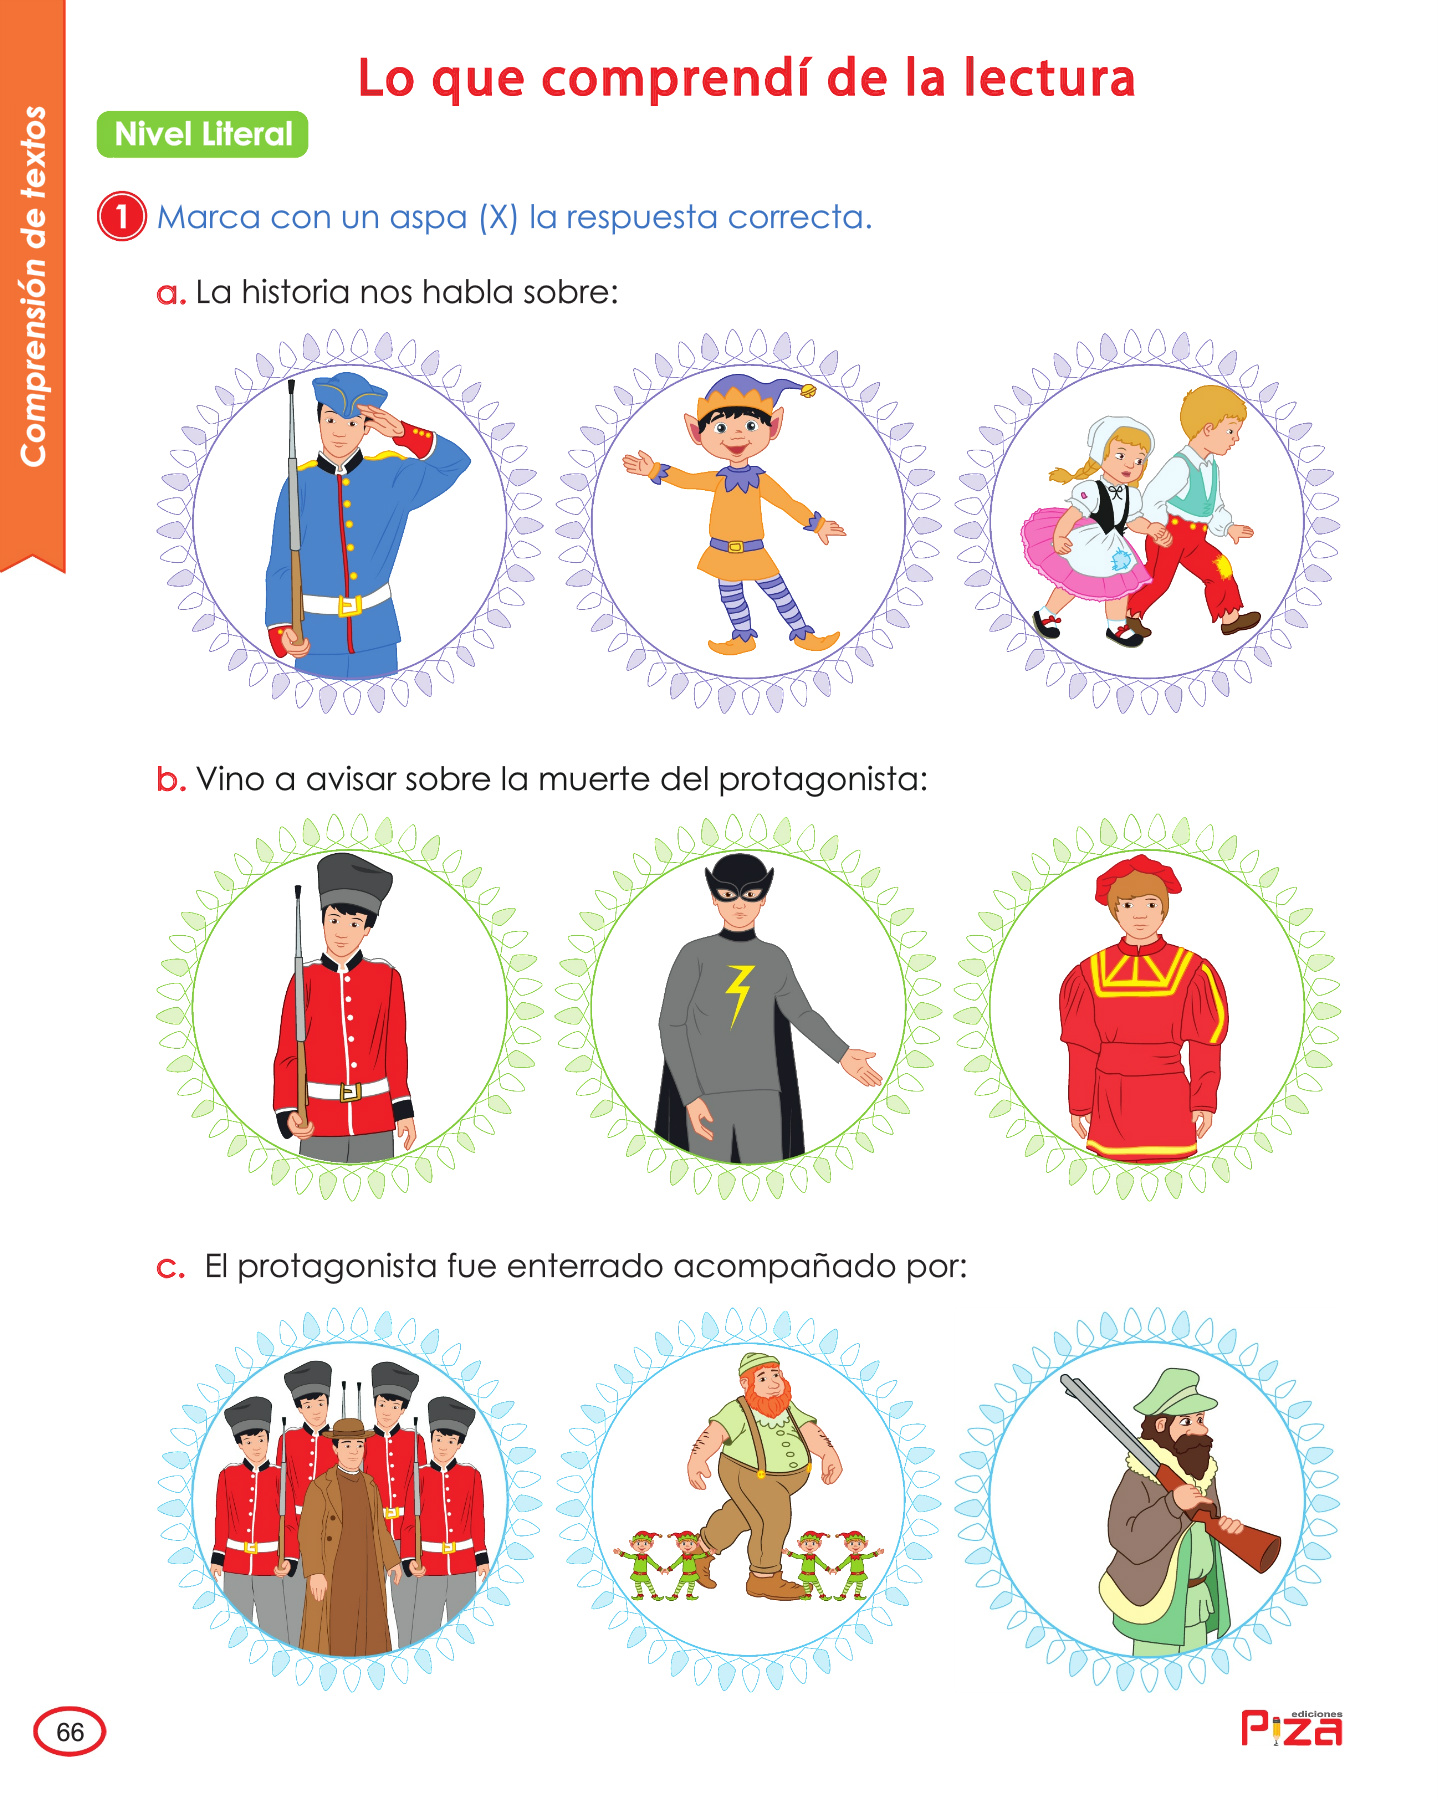 Comprensión de textos
Lo que comprendí de la lectura
Nivel Literal
1 Marca con un aspa (X) la respuesta correcta.
a. La historia nos habla sobre:
b. Vino a avisar sobre la muerte del protagonista:
c. El protagonista fue enterrado acompañado por:
66
ediciones
Piza